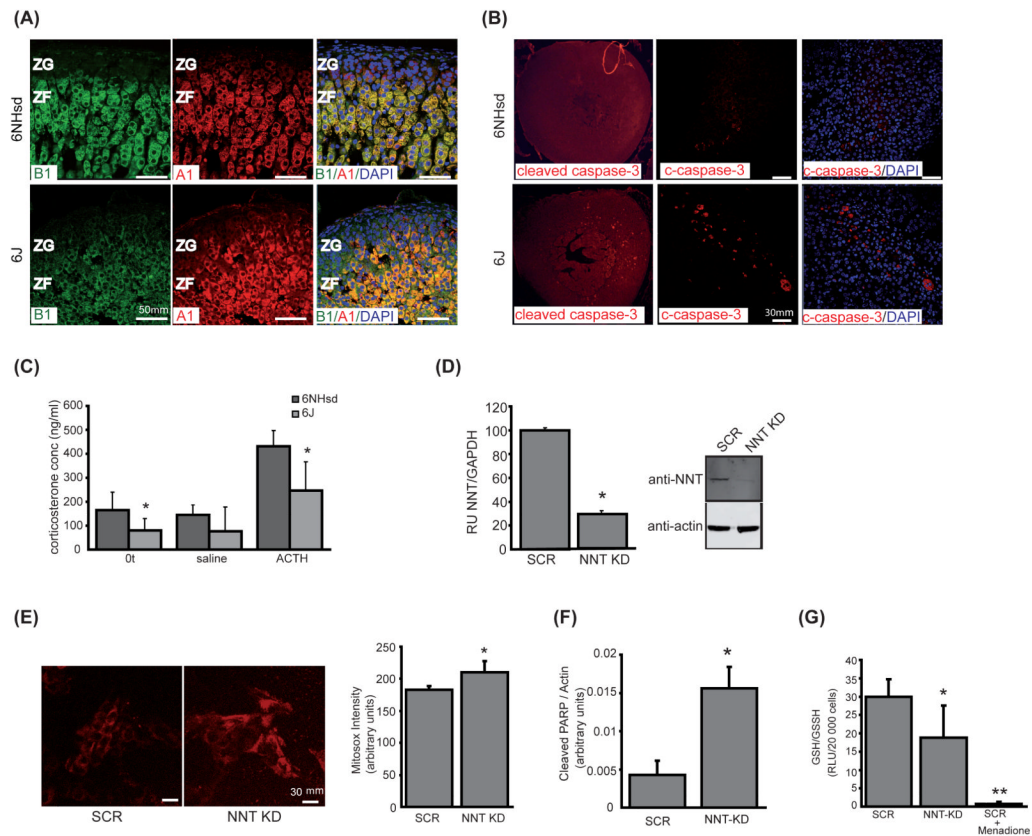 (A)
ZG
ZF
B1
ZG
ZF
A1
B1/A1/DAPI
6NHsd
ZG
ZF
50mm
B1
ZG
ZF
A1
B1/A1/DAPI
6J
(B)
6NHsd
cleaved caspase-3
c-caspase-3
c-caspase-3/DAPI
6J
cleaved caspase-3
30mm
c-caspase-3
c-caspase-3/DAPI
(C)
corticosterone conc (ng/ml)
600
500
400
300
200
100
0
6NHsd
6J
*
*
0t
saline
ACTH
(D)
RU NNT/GAPDH
120
100
80
60
40
20
0
*
SCR
NNT KD
SCR
NNT KD
anti-NNT
anti-actin
(E)
30 mm
SCR
NNT KD
Mitosox Intensity
(arbitrary units)
250
200
150
100
50
0
*
SCR
NNT KD
(F)
Cleaved PARP / Actin
(arbitrary units)
0.02
0.015
0.01
0.005
0
*
SCR
NNT-KD
(G)
GSH/GSSH
(RLU/20 000 cells)
40
35
30
25
20
15
10
5
0
*
**
SCR
NNT-KD
SCR
+
Menadione